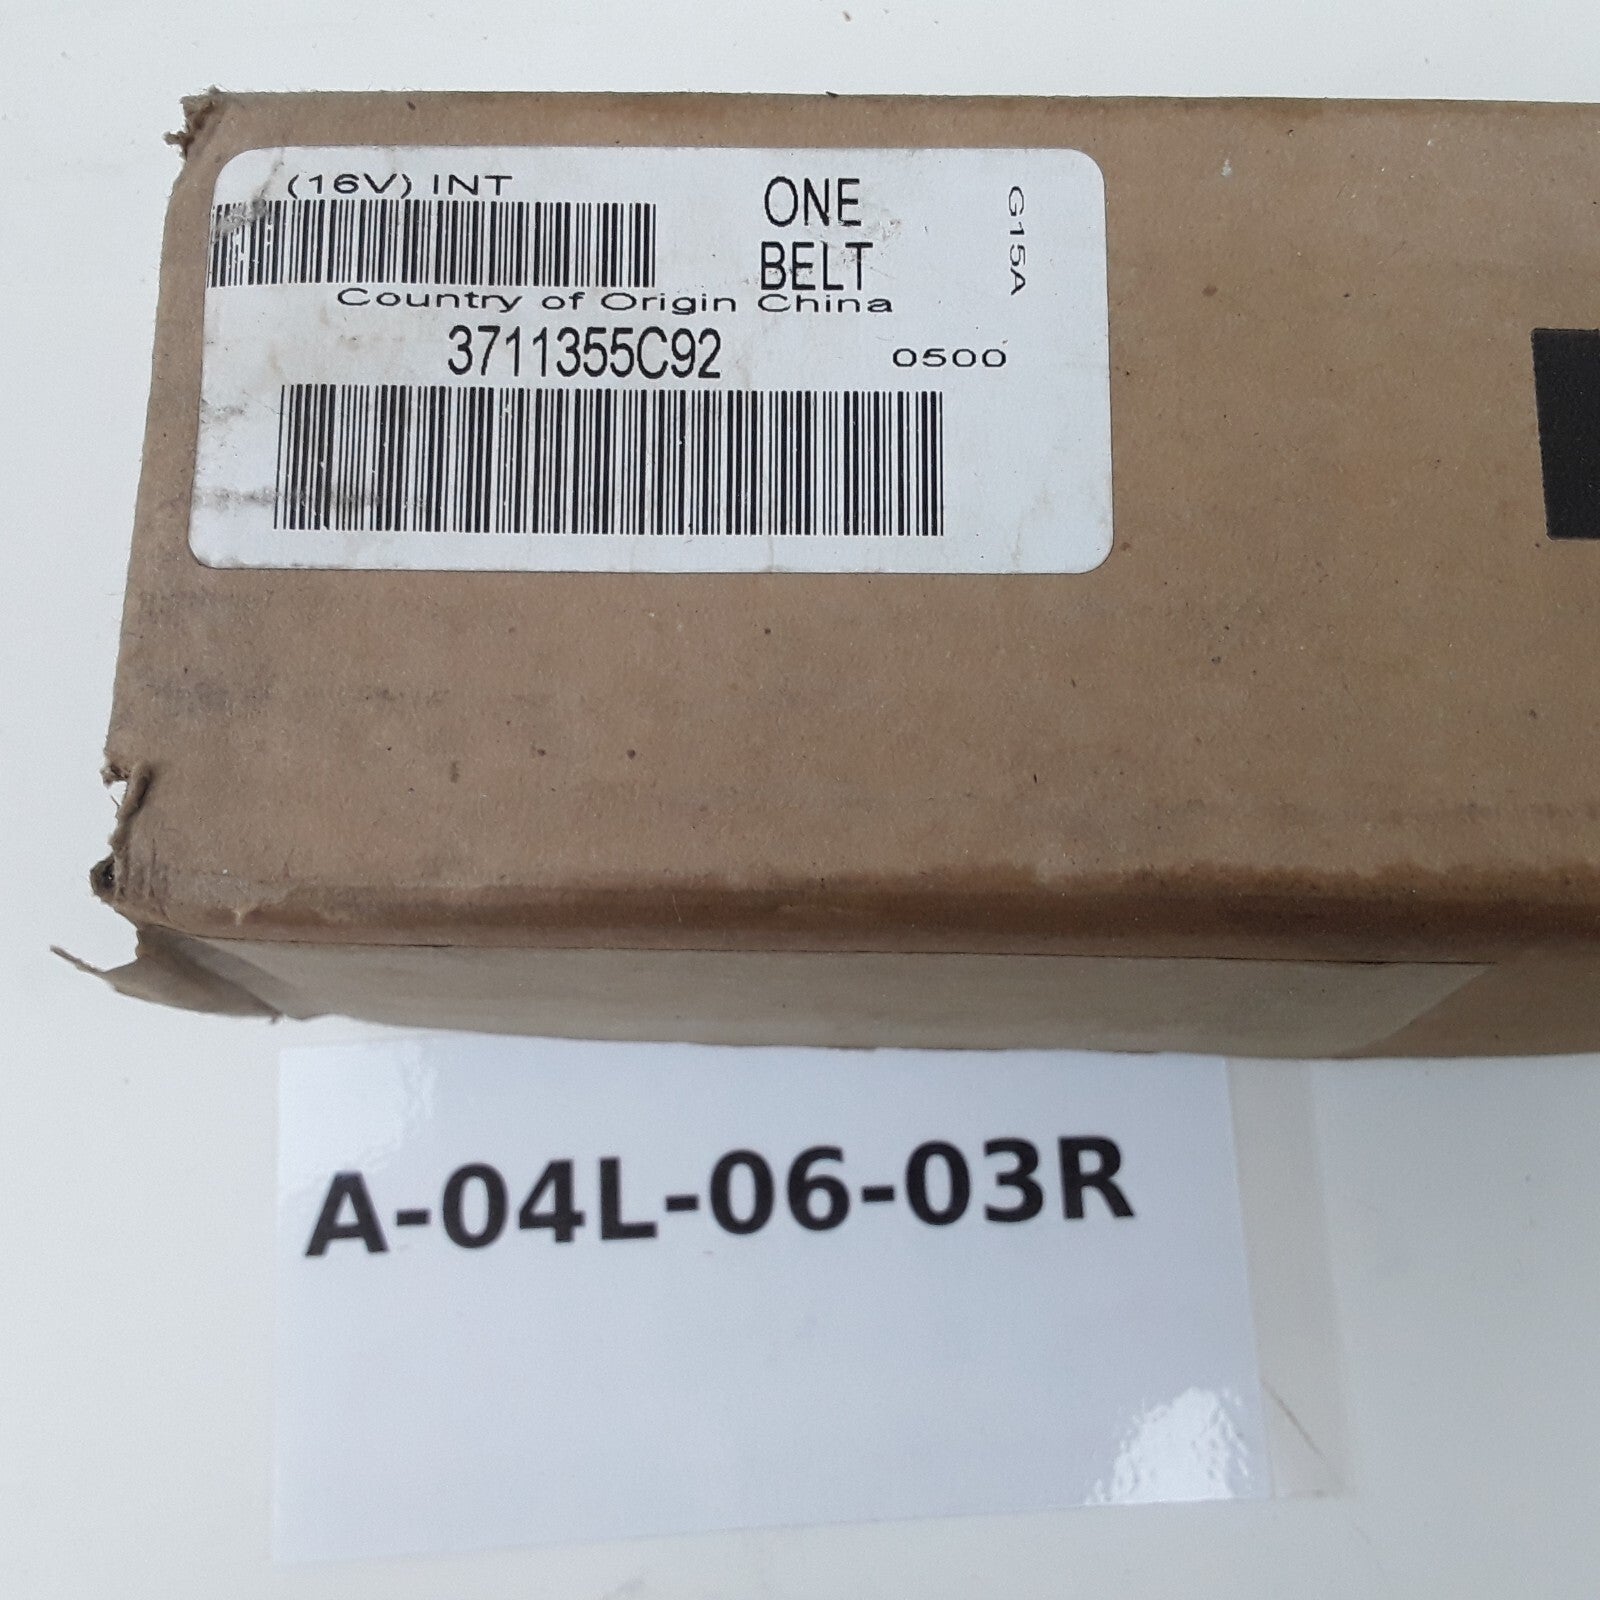 (16V) INT
ONE
BELT
G15A
Country of Origin China
3711355C92
0500
A-04L-06-03R